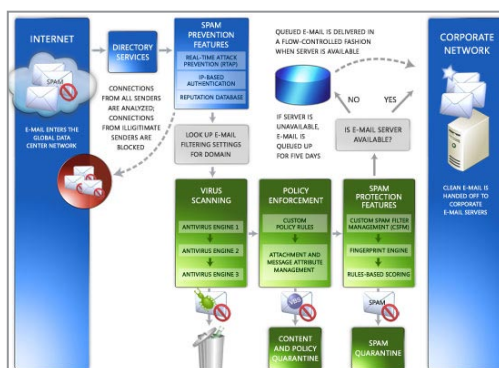 INTERNET
SPAM
E-MAIL ENTERS THE
GLOBAL DATA
CENTER NETWORK
DIRECTORY
SERVICES
CONNECTIONS
FROM ALL SENDERS
ARE ANALYZED;
CONNECTIONS
FROM ILLIGITIMATE
SENDERS ARE
BLOCKED
SPAM
PREVENTION
FEATURES
REAL-TIME ATTACK
PREVENTION (RTAP)
IP-BASED
AUTHENTICATION
REPUTATION DATABASE
LOOK UP E-MAIL
FILTERING SETTINGS
FOR DOMAIN
QUEUED E-MAIL IS DELIVERED IN
A FLOW-CONTROLLED FASHION
WHEN SERVER IS AVAILABLE
IF SERVER IS
UNAVAILABLE,
E-MAIL IS
QUEUED UP
FOR FIVE DAYS
NO
YES
IS E-MAIL SERVER
AVAILABLE?
CORPORATE
NETWORK
CLEAN E-MAIL IS
HANDED OFF TO
CORPORATE
E-MAIL SERVERS
VIRUS
SCANNING
ANTIVIRUS ENGINE 1
ANTIVIRUS ENGINE 2
ANTIVIRUS ENGINE 3
POLICY
ENFORCEMENT
CUSTOM
POLICY RULES
ATTACHMENT AND
MESSAGE ATTRIBUTE
MANAGEMENT
SPAM
PROTECTION
FEATURES
CUSTOM SPAM FILTER
MANAGEMENT (CSFM)
FINGERPRINT ENGINE
RULES-BASED SCORING
VBS
SPAM
CONTENT
AND POLICY
QUARANTINE
SPAM
QUARANTINE